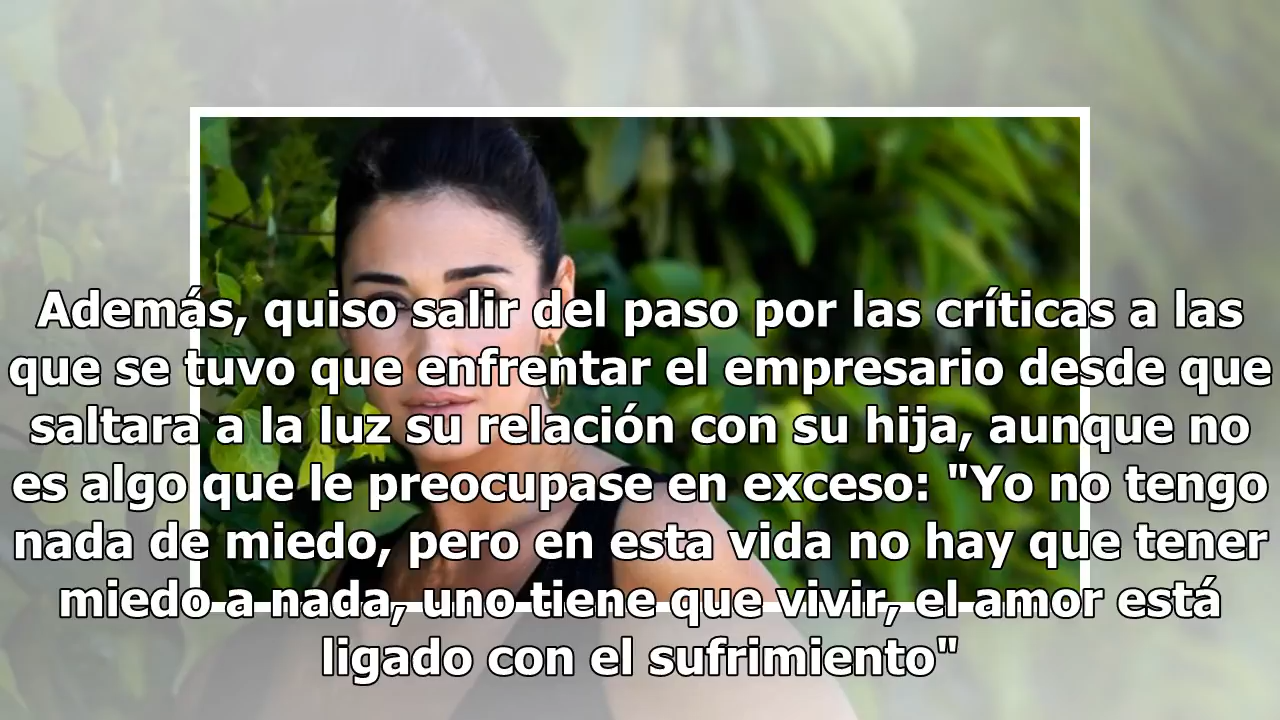 Además, quiso salir del paso por las críticas a las
que se tuvo que enfrentar el empresario desde que
saltara a la luz su relación con su hija, aunque no
es algo que le preocupase en exceso: "Yo no tengo
nada de miedo, pero en esta vida no hay que tener
miedo a nada, uno tiene que vivir, el amor está
ligado con el sufrimiento"